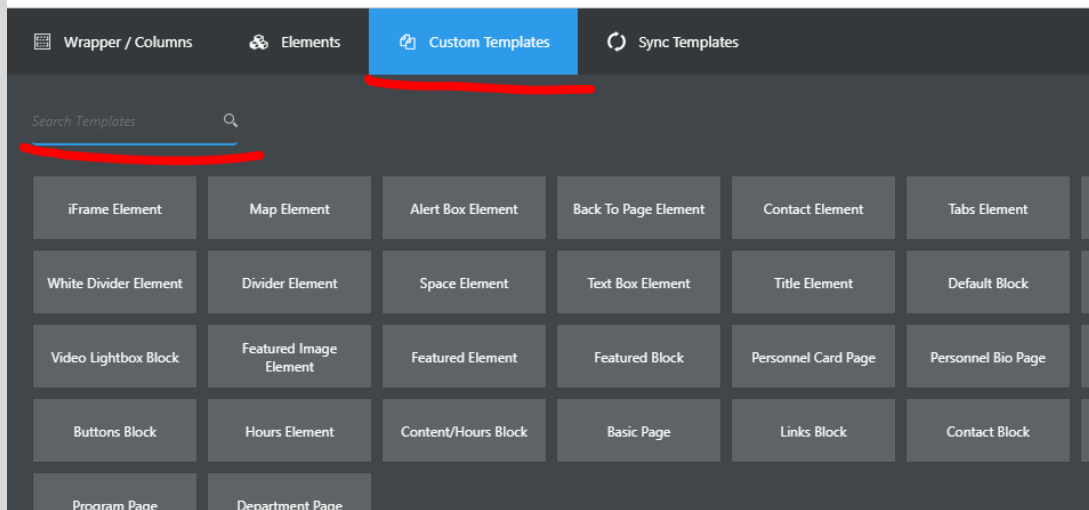 Wrapper / Columns Elements Custom Templates Sync Templates
Search Templates
iFrame Element Map Element Alert Box Element Back To Page Element Contact Element Tabs Element
White Divider Element Divider Element Space Element Text Box Element Title Element Default Block
Video Lightbox Block Featured Image Element Featured Element Featured Block Personnel Card Page Personnel Bio Page
Buttons Block Hours Element Content/Hours Block Basic Page Links Block Contact Block
Program Page Department Page